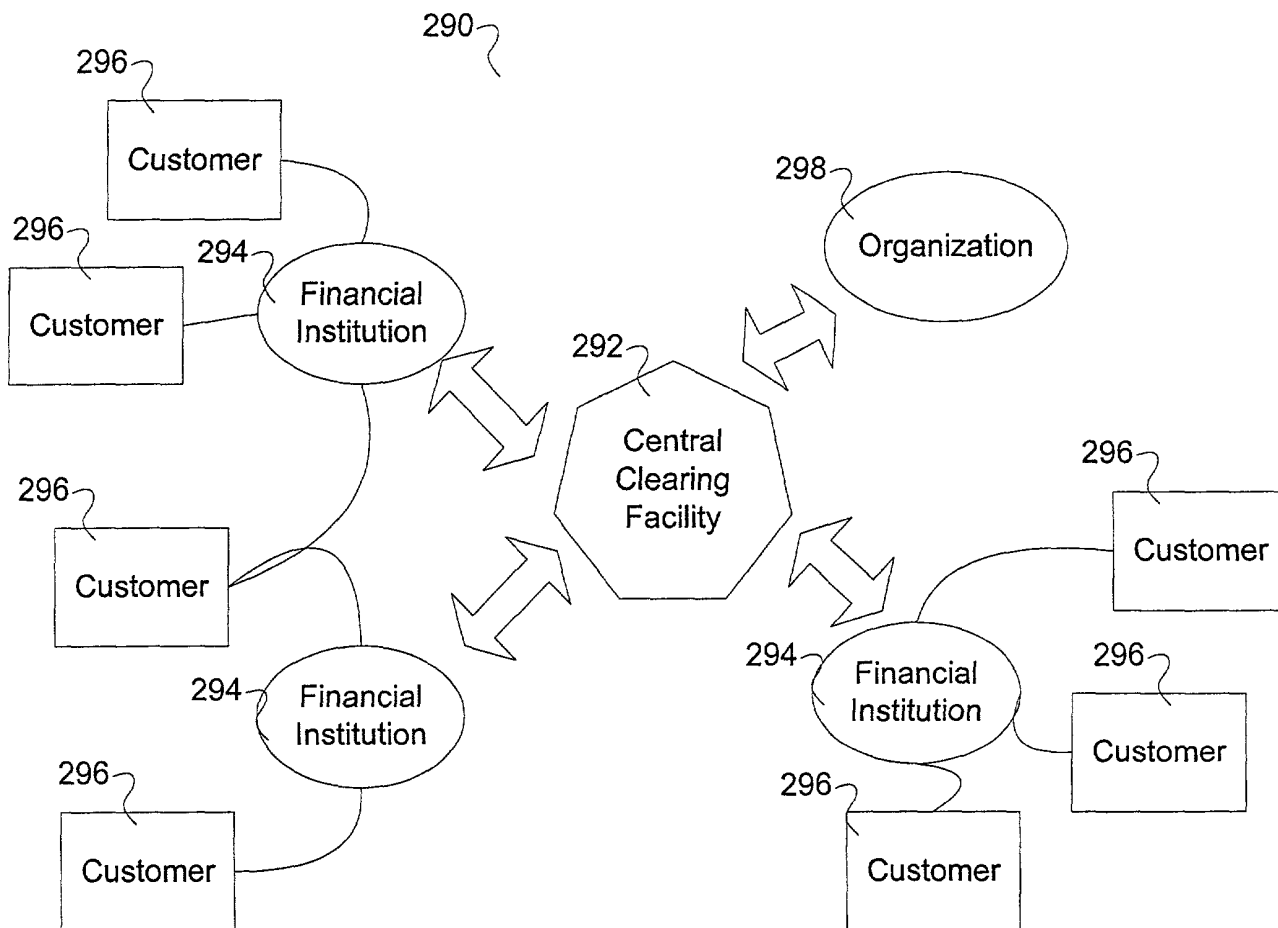 290
296
Customer
298
Organization
296
Customer
294
Financial
Institution
292
Central
Clearing
Facility
296
Customer
296
Customer
294
Financial
Institution
294
Financial
Institution
296
Customer
296
Customer
296
Customer